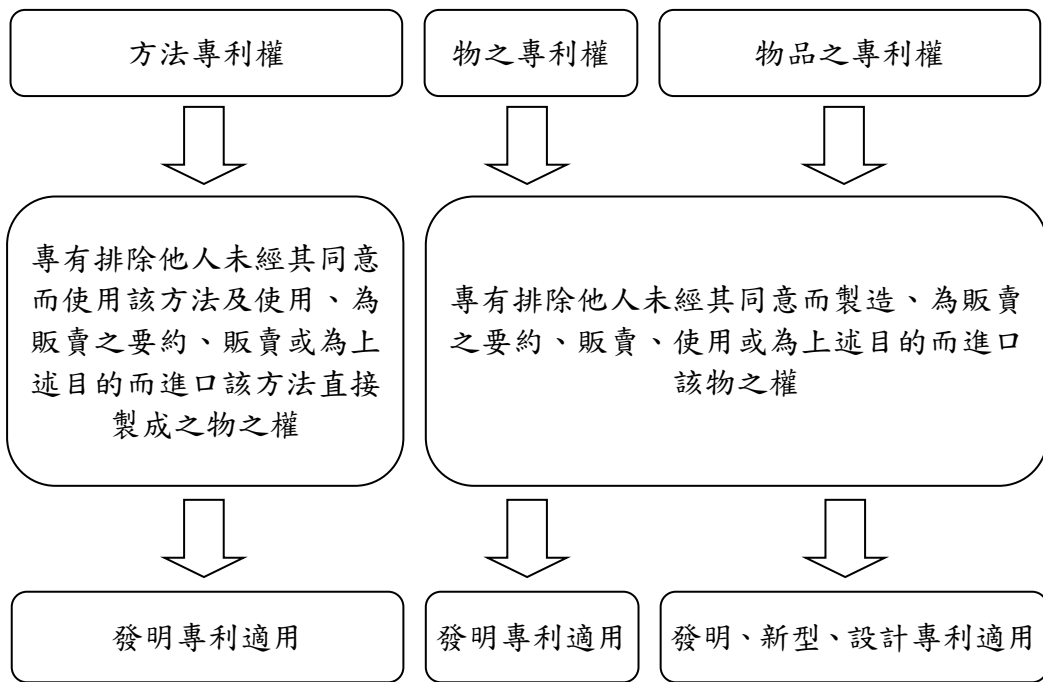 方法專利權
物之專利權
物品之專利權
專有排除他人未經其同意
而使用該方法及使用、為
販賣之要約、販賣或為上
述目的而進口該方法直接
製成之物之權
專有排除他人未經其同意而製造、為販賣
之要約、販賣、使用或為上述目的而進口
該物之權
發明專利適用
發明專利適用
發明、新型、設計專利適用